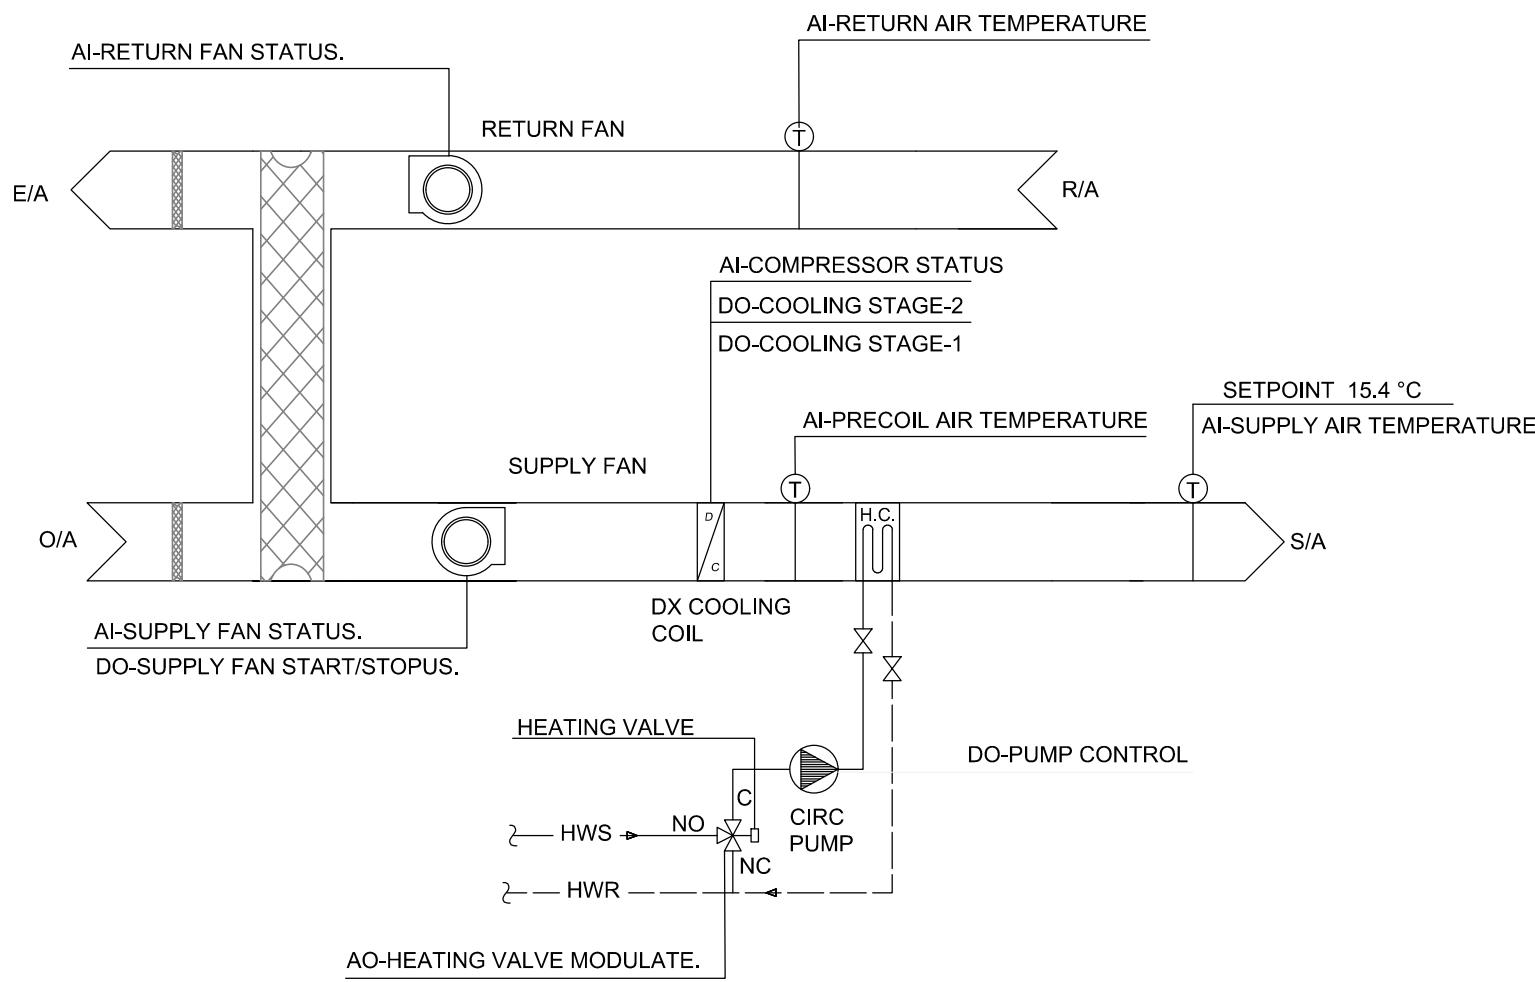 AI-RETURN AIR TEMPERATURE
AI-RETURN FAN STATUS.
RETURN FAN
T
E/A
R/A
AI-COMPRESSOR STATUS
DO-COOLING STAGE-2
DO-COOLING STAGE-1
SETPOINT 15.4 °C
AI-PRECOIL AIR TEMPERATURE
AI-SUPPLY AIR TEMPERATURE
SUPPLY FAN
T
T
D
H.C.
O/A
S/A
C
DX COOLING
COIL
AI-SUPPLY FAN STATUS.
DO-SUPPLY FAN START/STOPUS.
HEATING VALVE
DO-PUMP CONTROL
C
CIRC
PUMP
NO
HWS
NC
HWR
AO-HEATING VALVE MODULATE.